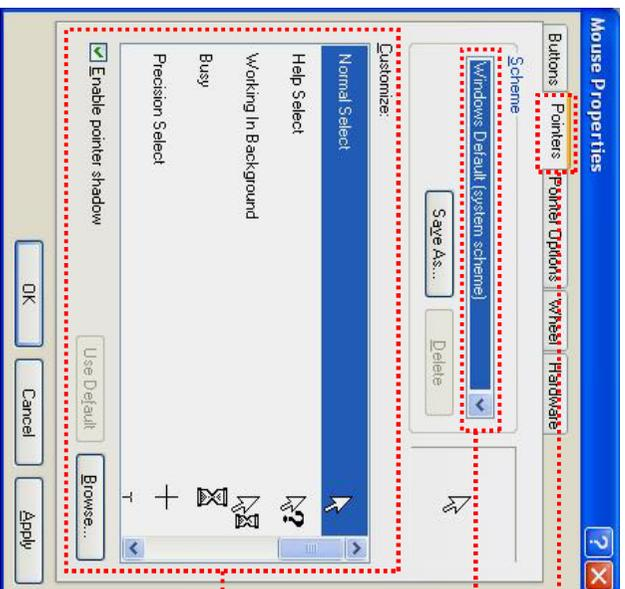 Mouse Properties
Buttons Pointers Pointer Options Wheel Hardware
Scheme
Windows Default (system scheme)
Save As... Delete
Customize:
Normal Select
Help Select
Working In Background
Busy
Precision Select
Enable pointer shadow
Use Default Browse...
OK Cancel Apply